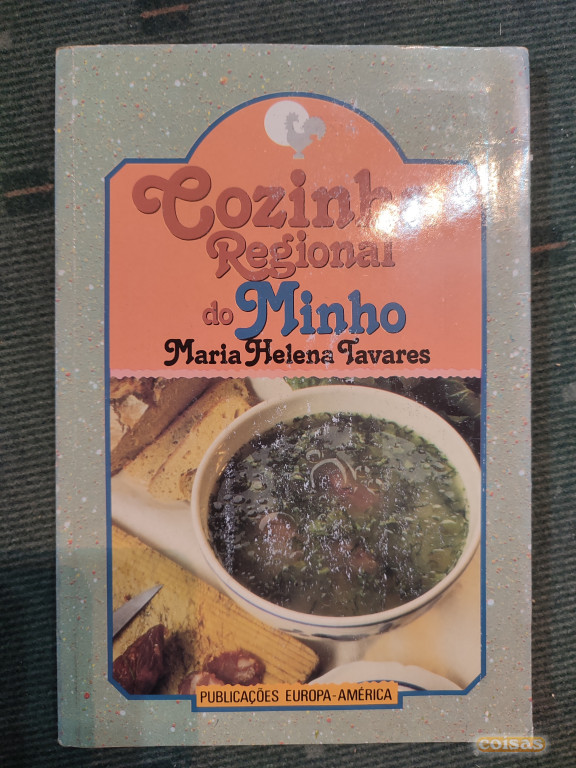 Cozinha
Regional
do Minho
Maria Helena Tavares
PUBLICAÇÕES EUROPA-AMÉRICA
coisas